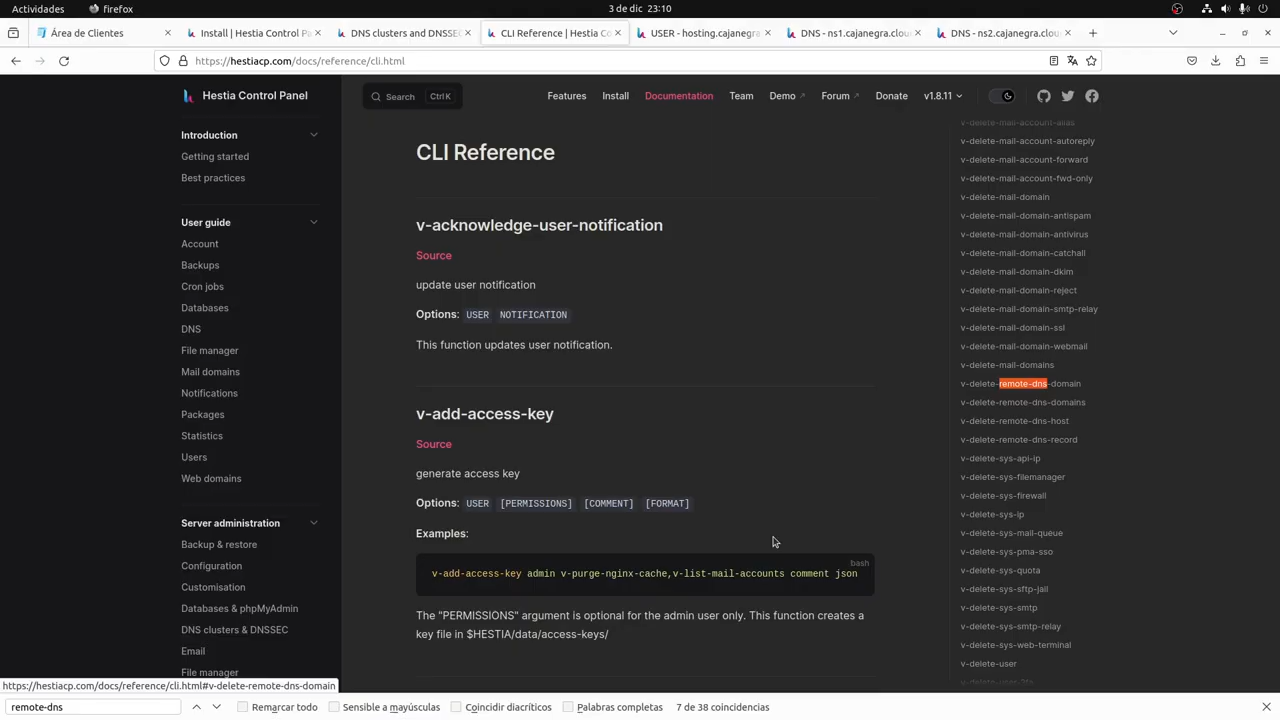 Actividades
firefox
3 de dic 23:10
Área de Clientes
Install | Hestia Control Pa
DNS clusters and DNSSEC
CLI Reference | Hestia Co
USER - hosting.cajanegra.
DNS - ns1.cajanegra.clou
DNS - ns2.cajanegra.clou
https://hestiacp.com/docs/reference/cli.html
Hestia Control Panel
Search Ctrl K
Features
Install
Documentation
Team
Demo
Forum
Donate
v1.8.11
Introduction
Getting started
Best practices
User guide
Account
Backups
Cron jobs
Databases
DNS
File manager
Mail domains
Notifications
Packages
Statistics
Users
Web domains
Server administration
Backup & restore
Configuration
Customisation
Databases & phpMyAdmin
DNS clusters & DNSSEC
Email
File manager
CLI Reference
v-acknowledge-user-notification
Source
update user notification
Options: USER NOTIFICATION
This function updates user notification.
v-add-access-key
Source
generate access key
Options: USER [PERMISSIONS] [COMMENT] [FORMAT]
Examples:
bash
v-add-access-key admin v-purge-nginx-cache,v-list-mail-accounts comment json
The "PERMISSIONS" argument is optional for the admin user only. This function creates a
key file in $HESTIA/data/access-keys/
v-delete-mail-account-alias
v-delete-mail-account-autoreply
v-delete-mail-account-forward
v-delete-mail-account-fwd-only
v-delete-mail-domain
v-delete-mail-domain-antispam
v-delete-mail-domain-antivirus
v-delete-mail-domain-catchall
v-delete-mail-domain-dkim
v-delete-mail-domain-reject
v-delete-mail-domain-smtp-relay
v-delete-mail-domain-ssl
v-delete-mail-domain-webmail
v-delete-mail-domains
v-delete-remote-dns-domain
v-delete-remote-dns-domains
v-delete-remote-dns-host
v-delete-remote-dns-record
v-delete-sys-api-ip
v-delete-sys-filemanager
v-delete-sys-firewall
v-delete-sys-ip
v-delete-sys-mail-queue
v-delete-sys-pma-sso
v-delete-sys-quota
v-delete-sys-sftp-jail
v-delete-sys-smtp
v-delete-sys-smtp-relay
v-delete-sys-web-terminal
v-delete-user
v-delete-user-2fa
https://hestiacp.com/docs/reference/cli.html#v-delete-remote-dns-domain
remote-dns
Remarcar todo
Sensible a mayúsculas
Coincidir diacríticos
Palabras completas
7 de 38 coincidencias